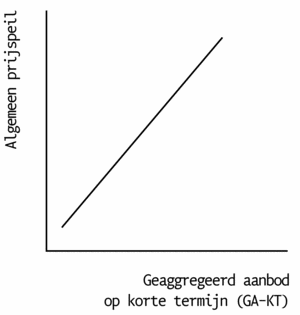 Algemeen prijspeil
Geaggregeerd aanbod
op korte termijn (GA-KT)